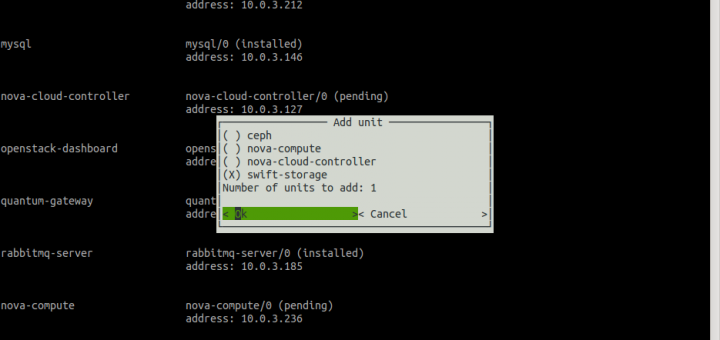 address: 10.0.3.212
mysql mysql/0 (installed)
address: 10.0.3.146
nova-cloud-controller nova-cloud-controller/0 (pending)
address: 10.0.3.127
Add unit
( ) ceph
openstack-dashboard opens ( ) nova-compute
addre ( ) nova-cloud-controller
(X) swift-storage
Number of units to add: 1
quantum-gateway quant
addre < Ok >< Cancel >
rabbitmq-server rabbitmq-server/0 (installed)
address: 10.0.3.185
nova-compute nova-compute/0 (pending)
address: 10.0.3.236